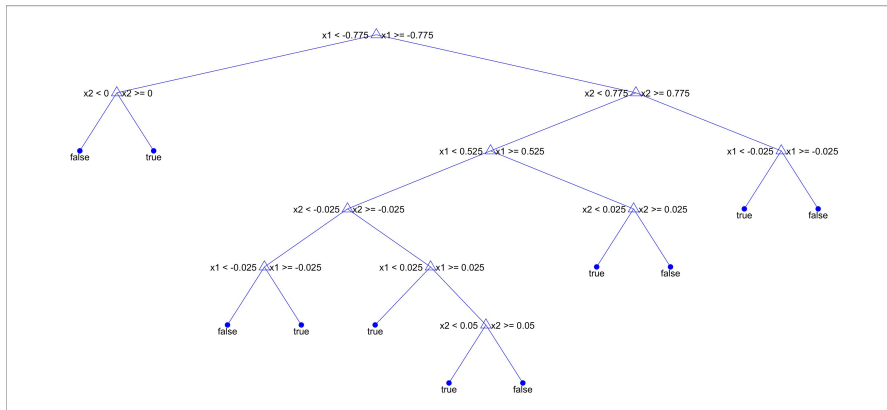 x1 < -0.775 x1 >= -0.775
x2 < 0 x2 >= 0
x2 < 0.775 x2 >= 0.775
false
true
x1 < 0.525 x1 >= 0.525
x1 < -0.025 x1 >= -0.025
x2 < -0.025 x2 >= -0.025
x2 < 0.025 x2 >= 0.025
true
false
x1 < -0.025 x1 >= -0.025
x1 < 0.025 x1 >= 0.025
true
false
false
true
true
x2 < 0.05 x2 >= 0.05
true
false